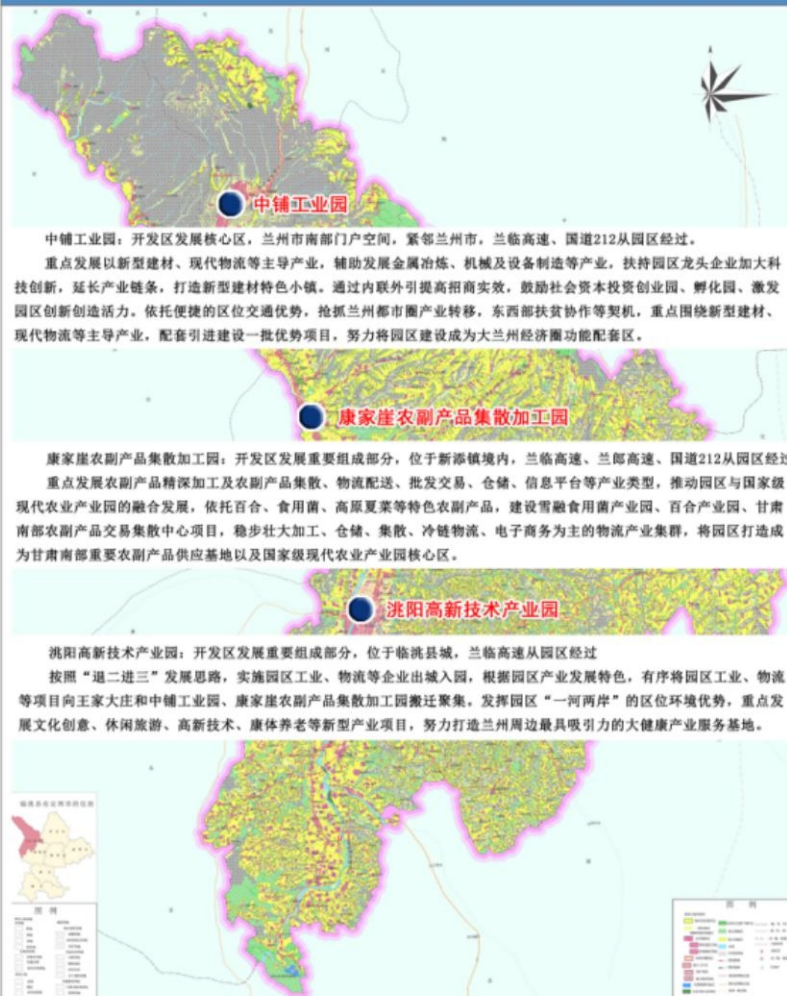 中铺工业园
中铺工业园：开发区发展核心区，兰州市南部门户空间，紧邻兰州市，兰临高速、国道212从园区经过。
重点发展以新型建材、现代物流等主导产业，辅助发展金属冶炼、机械及设备制造等产业，扶持园区龙头企业加大科
技创新，延长产业链条，打造新型建材特色小镇。通过内联外引提高招商实效，鼓励社会资本投资创业园、孵化园、激发
园区创新创造活力。依托便捷的区位交通优势，抢抓兰州都市圈产业转移，东西部扶贫协作等契机，重点围绕新型建材、
现代物流等主导产业，配套引进建设一批优势项目，努力将园区建设成为大兰州经济圈功能配套区。
康家崖农副产品集散加工园
康家崖农副产品集散加工园：开发区发展重要组成部分，位于新添镇境内，兰临高速、兰郎高速、国道212从园区经过
重点发展农副产品精深加工及农副产品集散、物流配送、批发交易、仓储、信息平台等产业类型，推动园区与国家级
现代农业产业园的融合发展，依托百合、食用菌、高原夏菜等特色农副产品，建设雪融食用菌产业园、百合产业园、甘肃
南部农副产品交易集散中心项目，稳步壮大加工、仓储、集散、冷链物流、电子商务为主的物流产业集群，将园区打造成
为甘肃南部重要农副产品供应基地以及国家级现代农业产业园核心区。
洮阳高新技术产业园
洮阳高新技术产业园：开发区发展重要组成部分，位于临洮县城，兰临高速从园区经过
按照“退二进三”发展思路，实施园区工业、物流等企业出城入园，根据园区产业发展特色，有序将园区工业、物流
等项目向王家大庄和中铺工业园、康家崖农副产品集散加工园搬迁聚集，发挥园区“一河两岸”的区位环境优势，重点发
展文化创意、休闲旅游、高新技术、康体养老等新型产业项目，努力打造兰州周边最具吸引力的大健康产业服务基地。
图 例
图 例